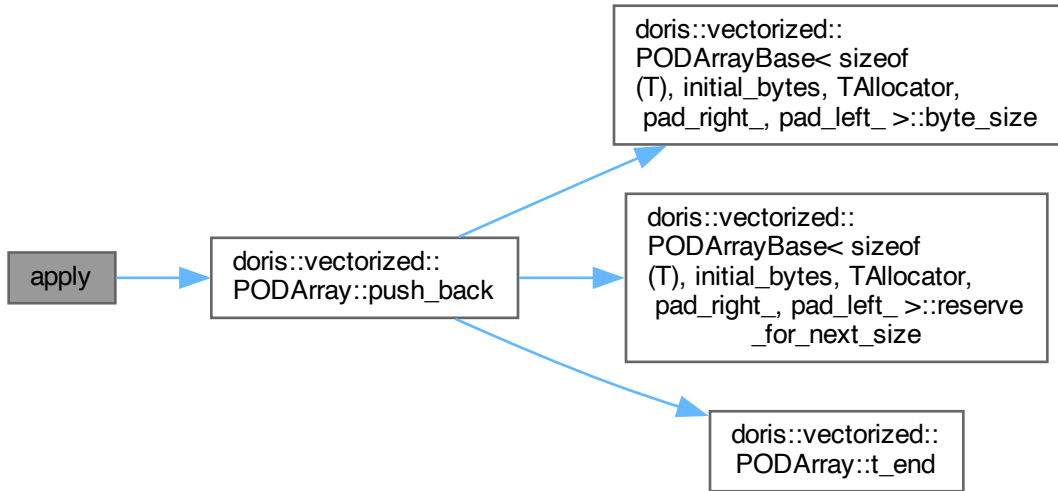 doris::vectorized::
PODArrayBase< sizeof
(T), initial_bytes, TAllocator,
pad_right_, pad_left_ >::byte_size
apply
doris::vectorized::
PODArray::push_back
doris::vectorized::
PODArrayBase< sizeof
(T), initial_bytes, TAllocator,
pad_right_, pad_left_ >::reserve
_for_next_size
doris::vectorized::
PODArray::t_end